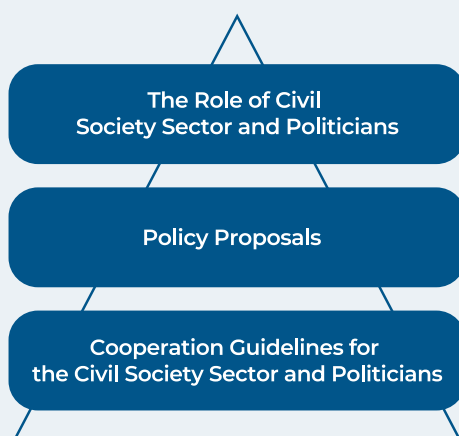 The Role of Civil
Society Sector and Politicians
Policy Proposals
Cooperation Guidelines for
the Civil Society Sector and Politicians